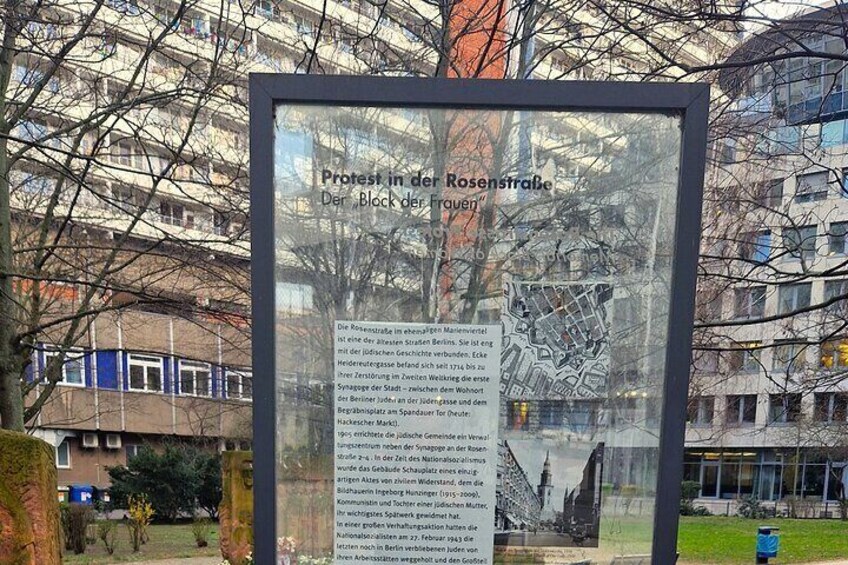 Protest in der Rosenstraße
Der „Block der Frauen“
Die Rosenstraße im ehemaligen Marienviertel
ist eine der ältesten Straßen Berlins. Sie ist eng
mit der jüdischen Geschichte verbunden. Ecke
Heidereutergasse befand sich seit 1714 bis zu
ihrer Zerstörung im Zweiten Weltkrieg die erste
Synagoge der Stadt – zwischen dem Wohnort
der Berliner Juden an der Jüdengasse und dem
Begräbnisplatz am Spandauer Tor (heute:
Hackescher Markt).
1905 errichtete die jüdische Gemeinde ein Verwal-
tungszentrum neben der Synagoge an der Rosen-
straße 2-4 . In der Zeit des Nationalsozialismus
wurde das Gebäude Schauplatz eines einzig-
artigen Aktes von zivilem Widerstand, dem die
Bildhauerin Ingeborg Hunzinger (1915–2009),
Kommunistin und Tochter einer jüdischen Mutter,
ihr wichtigstes Spätwerk gewidmet hat.
In einer großen Verhaftungsaktion hatten die
Nationalsozialisten am 27. Februar 1943 die
letzten noch in Berlin verbliebenen Juden von
ihren Arbeitsstätten weggeholt und den Großteil